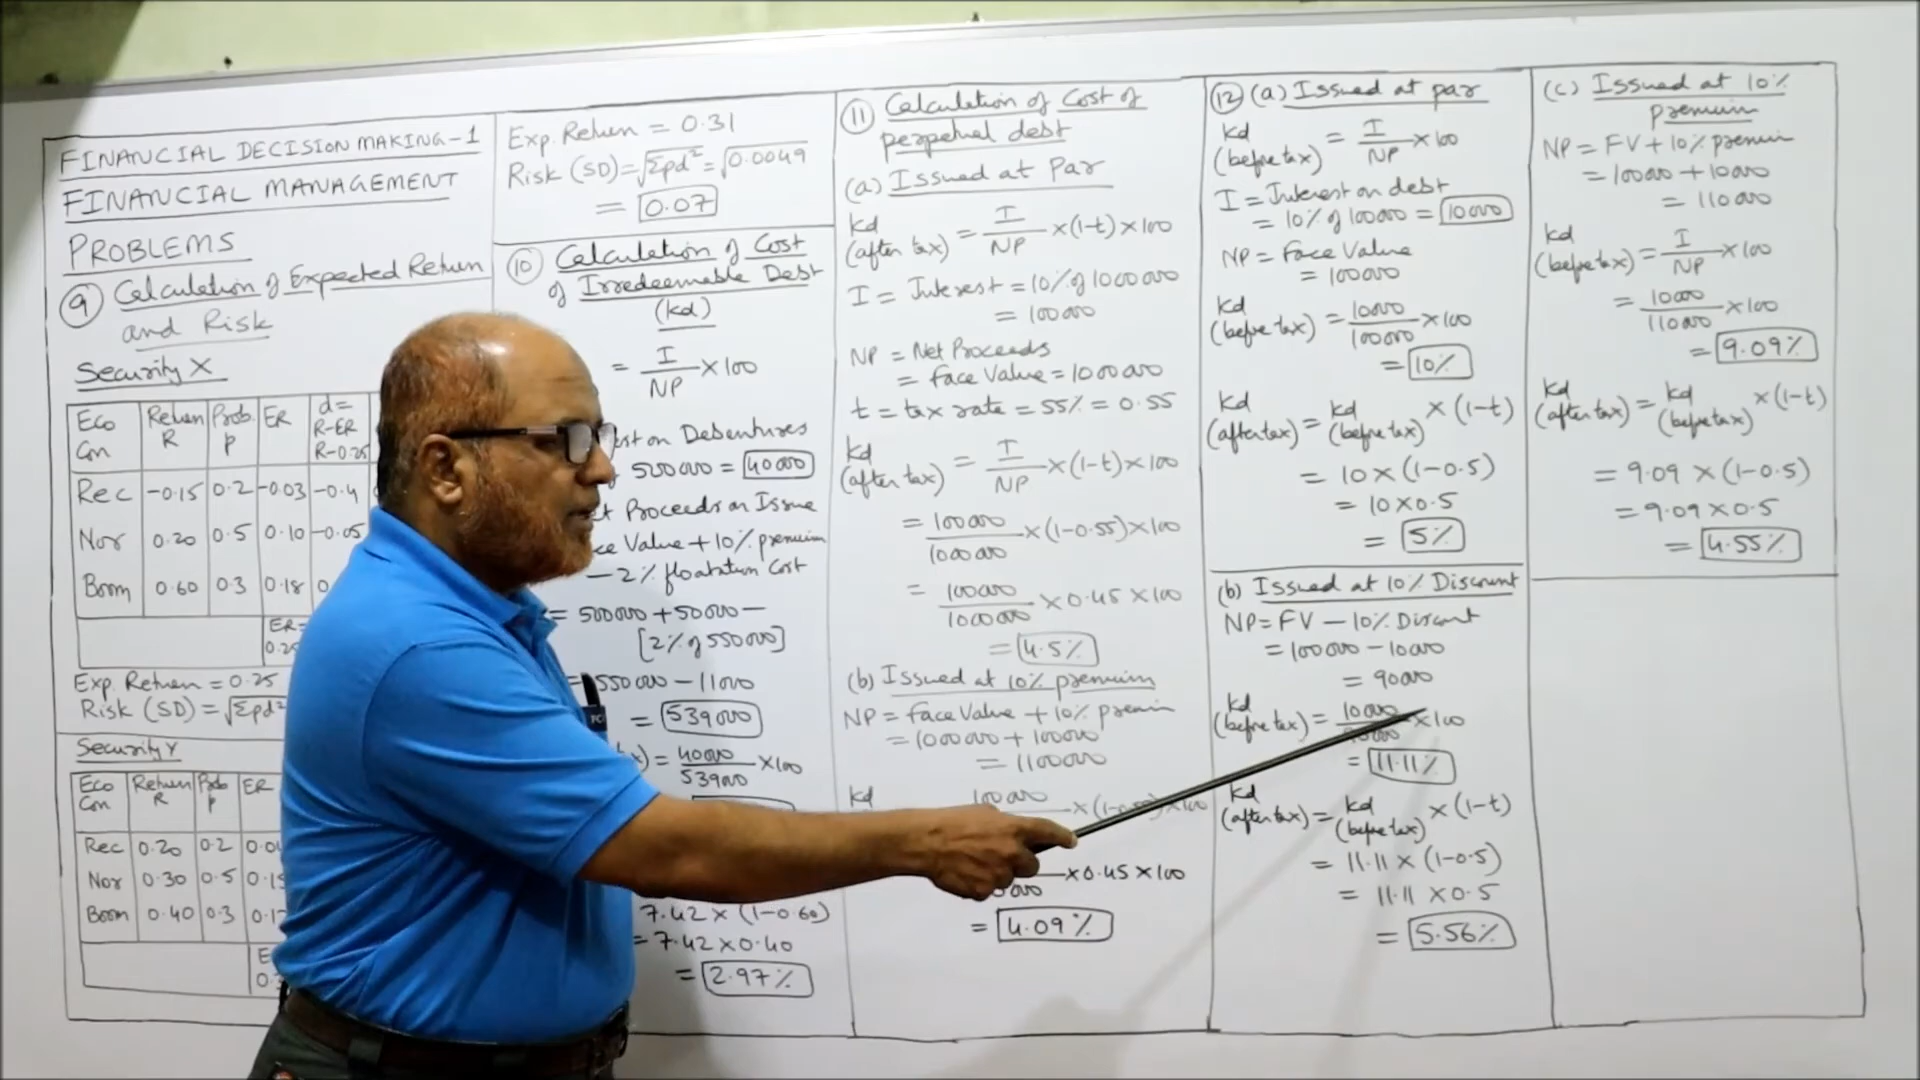 FINANCIAL DECISION MAKING-1
FINANCIAL MANAGEMENT
PROBLEMS
⑨ Calculation of Expected Return
and Risk
Security X
Eco Con | Return R | Prob. p | ER | d= R-ER R-0.25
Rec | -0.15 | 0.2 | -0.03 | -0.4
Nor | 0.20 | 0.5 | 0.10 | -0.05
Boom | 0.60 | 0.3 | 0.18
ER= 0.25
Exp. Return = 0.25
Risk (SD) = √Σpd²
Security Y
Eco Con | Return R | Prob p | ER
Rec | 0.20 | 0.2
Nor | 0.30 | 0.5 | 0.15
Boom | 0.40 | 0.3 | 0.12
Exp. Return = 0.31
Risk (SD) = √Σpd² = √0.0049
= 0.07
⑩ Calculation of Cost
of Irredeemable Debt
(Kd)
= I/NP × 100
on Debentures
500000 = 40000
Proceeds on Issue
Value + 10% premium
- 2% floatation Cost
= 500000 + 50000 -
[2% of 550000]
= 550000 - 11000
= 539000
= 40000/539000 × 100
7.42 × (1-0.60)
= 7.42 × 0.40
= 2.97%
⑪ Calculation of Cost of
perpetual debt
(a) Issued at Par
Kd (after tax) = I/NP × (1-t) × 100
I = Interest = 10% of 1000000
= 100000
NP = Net Proceeds
= Face Value = 1000000
t = tax rate = 55% = 0.55
Kd (after tax) = I/NP × (1-t) × 100
= 100000/1000000 × (1-0.55) × 100
= 100000/1000000 × 0.45 × 100
= 4.5%
(b) Issued at 10% premium
NP = Face Value + 10% premium
= 1000000 + 100000
= 1100000
Kd 100000 × (1-0.55) × 100
× 0.45 × 100
= 4.09%
⑫ (a) Issued at par
Kd (before tax) = I/NP × 100
I = Interest on debt
= 10% of 100000 = 10000
NP = Face Value
= 100000
Kd (before tax) = 10000/100000 × 100
= 10%
Kd (after tax) = Kd (before tax) × (1-t)
= 10 × (1-0.5)
= 10 × 0.5
= 5%
(b) Issued at 10% Discount
NP = FV - 10% Discount
= 100000 - 10000
= 90000
Kd (before tax) = 10000/90000 × 100
= 11.11%
Kd (after tax) = Kd (before tax) × (1-t)
= 11.11 × (1-0.5)
= 11.11 × 0.5
= 5.56%
(c) Issued at 10%
premium
NP = FV + 10% premium
= 100000 + 10000
= 110000
Kd (before tax) = I/NP × 100
= 10000/110000 × 100
= 9.09%
Kd (after tax) = Kd (before tax) × (1-t)
= 9.09 × (1-0.5)
= 9.09 × 0.5
= 4.55%